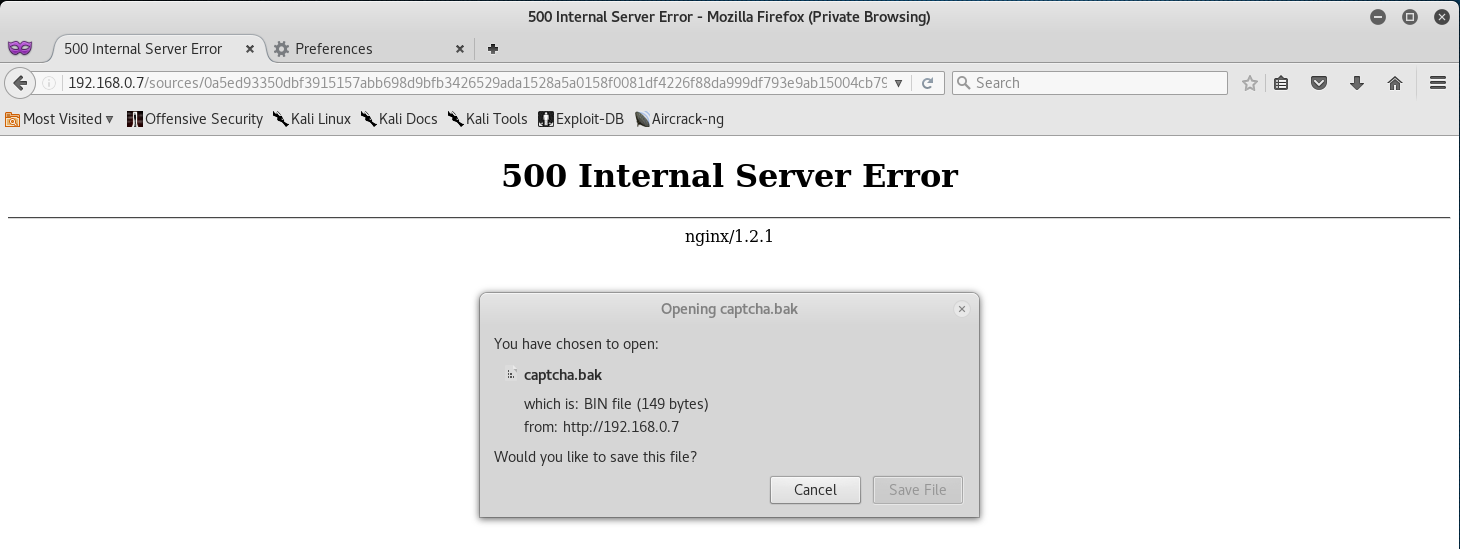 500 Internal Server Error - Mozilla Firefox (Private Browsing)
500 Internal Server Error
Preferences
192.168.0.7/sources/0a5ed93350dbf3915157abb698d9bfb3426529ada1528a5a0158f0081df4226f88da999df793e9ab15004cb79
Search
Most Visited
Offensive Security
Kali Linux
Kali Docs
Kali Tools
Exploit-DB
Aircrack-ng
500 Internal Server Error
nginx/1.2.1
Opening captcha.bak
You have chosen to open:
captcha.bak
which is: BIN file (149 bytes)
from: http://192.168.0.7
Would you like to save this file?
Cancel
Save File